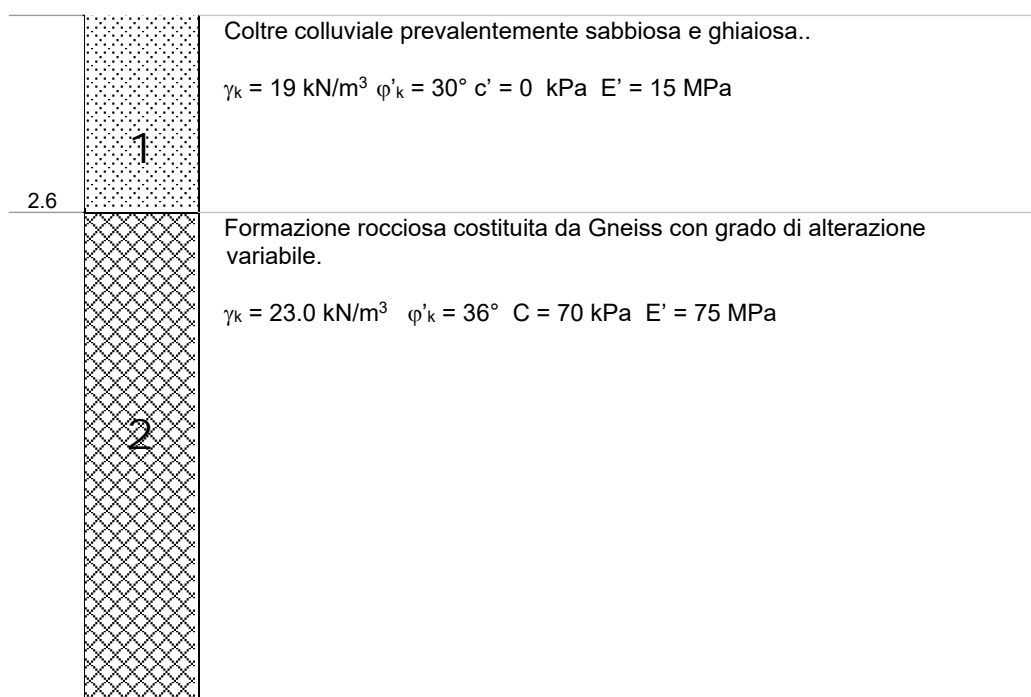 Coltre colluviale prevalentemente sabbiosa e ghiaiosa..
γk = 19 kN/m³ φ'k = 30° c' = 0 kPa E' = 15 MPa
1
2.6
Formazione rocciosa costituita da Gneiss con grado di alterazione
variabile.
γk = 23.0 kN/m³ φ'k = 36° C = 70 kPa E' = 75 MPa
2